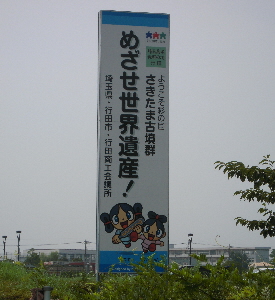 ようこそ彩の世
さきたま古墳群
めざせ世界遺産！
埼玉県・行田市・行田商工会議所